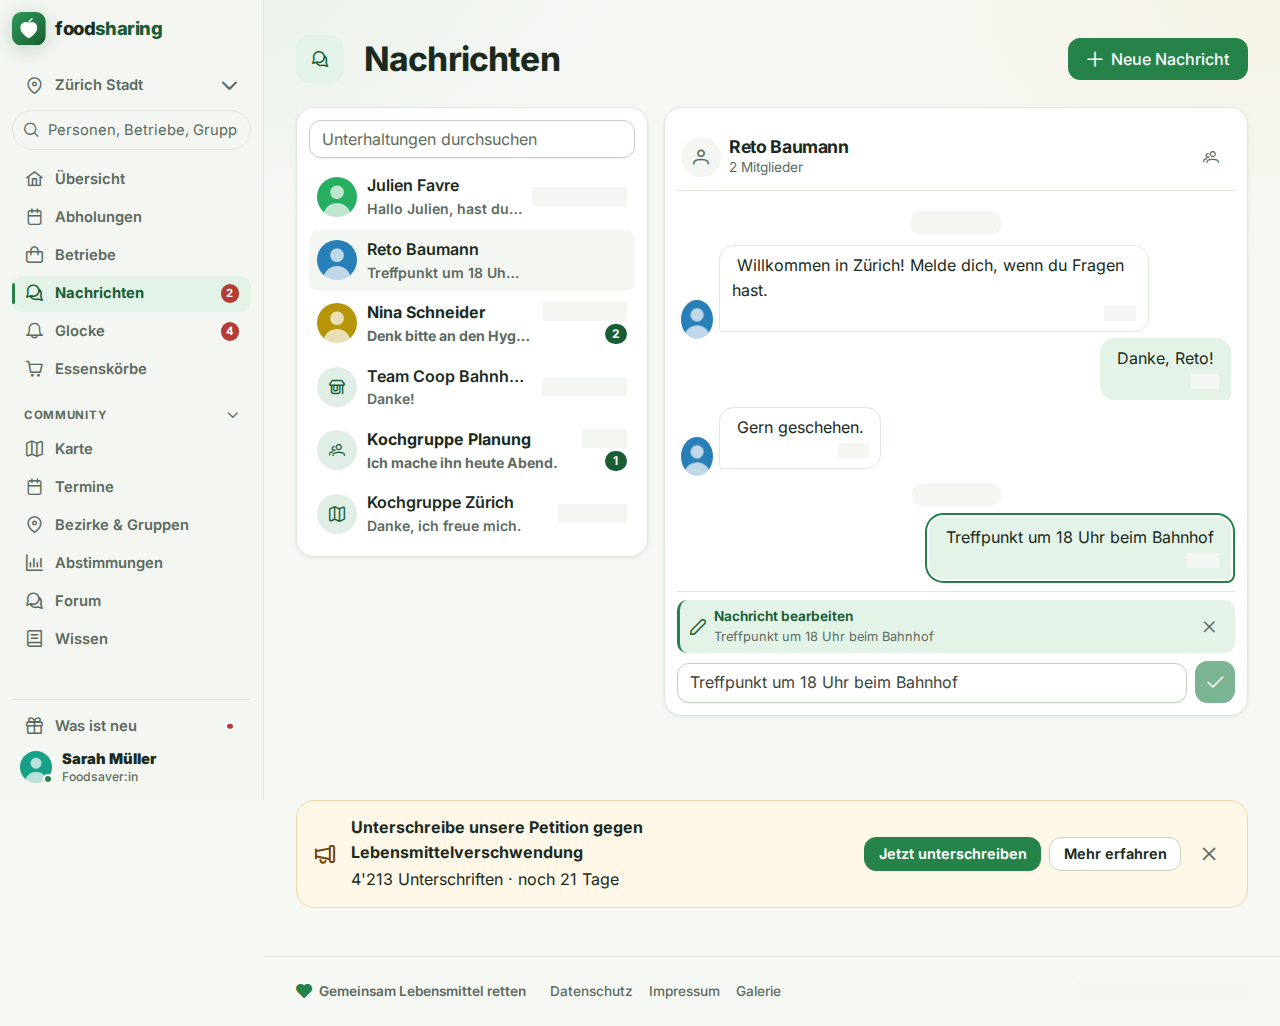 foodsharing
Zürich Stadt
Personen, Betriebe, Grupp
Übersicht
Abholungen
Betriebe
Nachrichten 2
Glocke 4
Essenskörbe
COMMUNITY
Karte
Termine
Bezirke & Gruppen
Abstimmungen
Forum
Wissen
Was ist neu
Sarah Müller
Foodsaver:in
Nachrichten
Neue Nachricht
Unterhaltungen durchsuchen
Julien Favre
Hallo Julien, hast du...
Reto Baumann
Treffpunkt um 18 Uh...
Nina Schneider
Denk bitte an den Hyg... 2
Team Coop Bahnh...
Danke!
Kochgruppe Planung
Ich mache ihn heute Abend. 1
Kochgruppe Zürich
Danke, ich freue mich.
Reto Baumann
2 Mitglieder
Willkommen in Zürich! Melde dich, wenn du Fragen
hast.
Danke, Reto!
Gern geschehen.
Treffpunkt um 18 Uhr beim Bahnhof
Nachricht bearbeiten
Treffpunkt um 18 Uhr beim Bahnhof
Treffpunkt um 18 Uhr beim Bahnhof
Unterschreibe unsere Petition gegen
Lebensmittelverschwendung
4'213 Unterschriften · noch 21 Tage
Jetzt unterschreiben
Mehr erfahren
Gemeinsam Lebensmittel retten Datenschutz Impressum Galerie